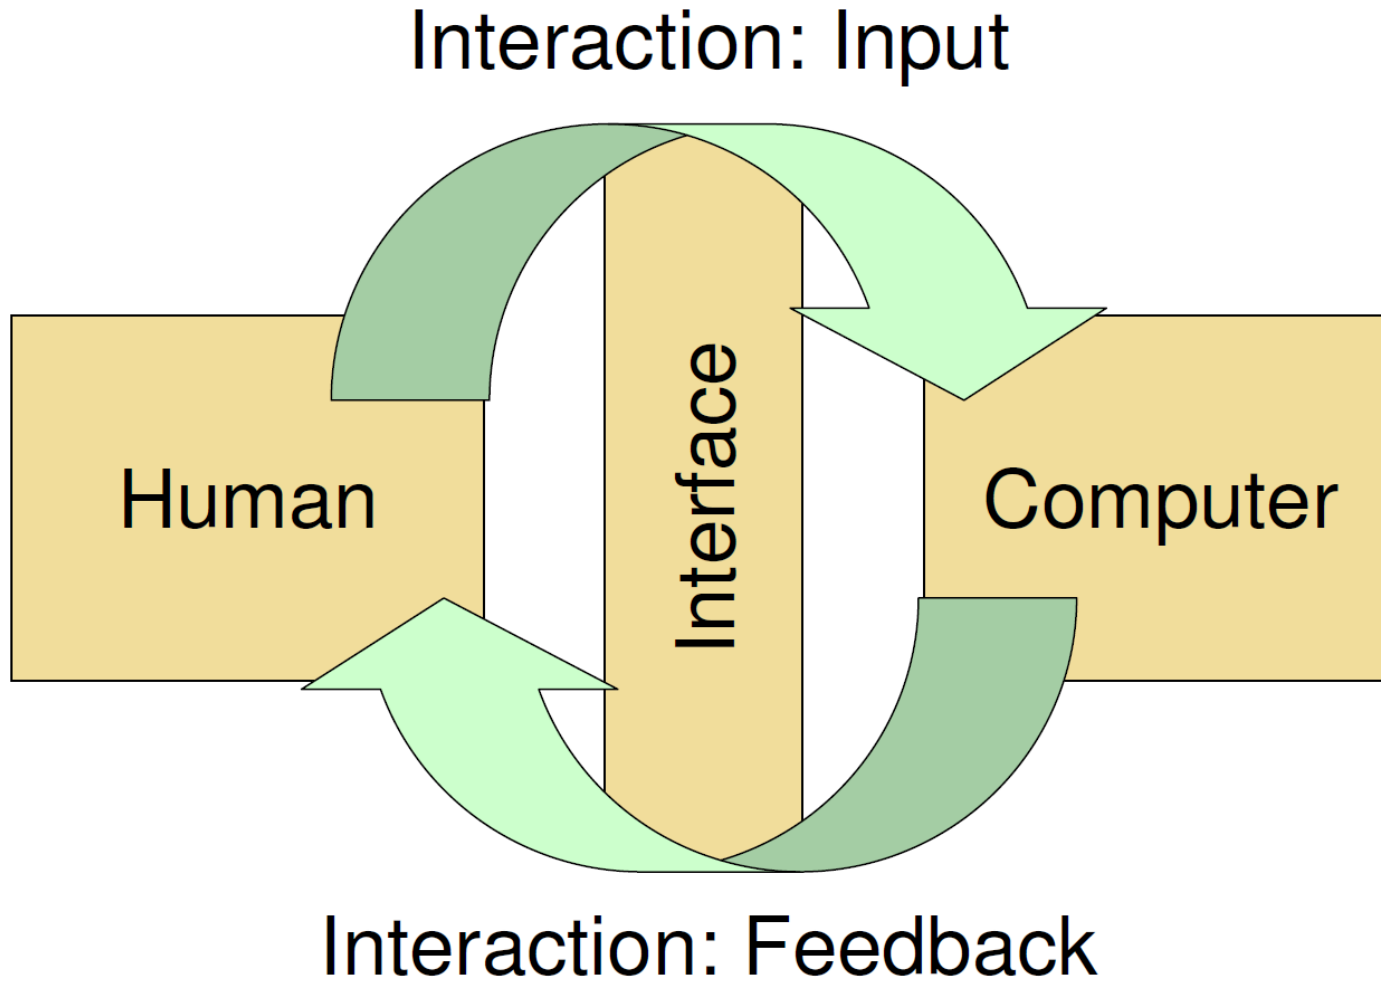 Interaction: Input
Human
Interface
Computer
Interaction: Feedback